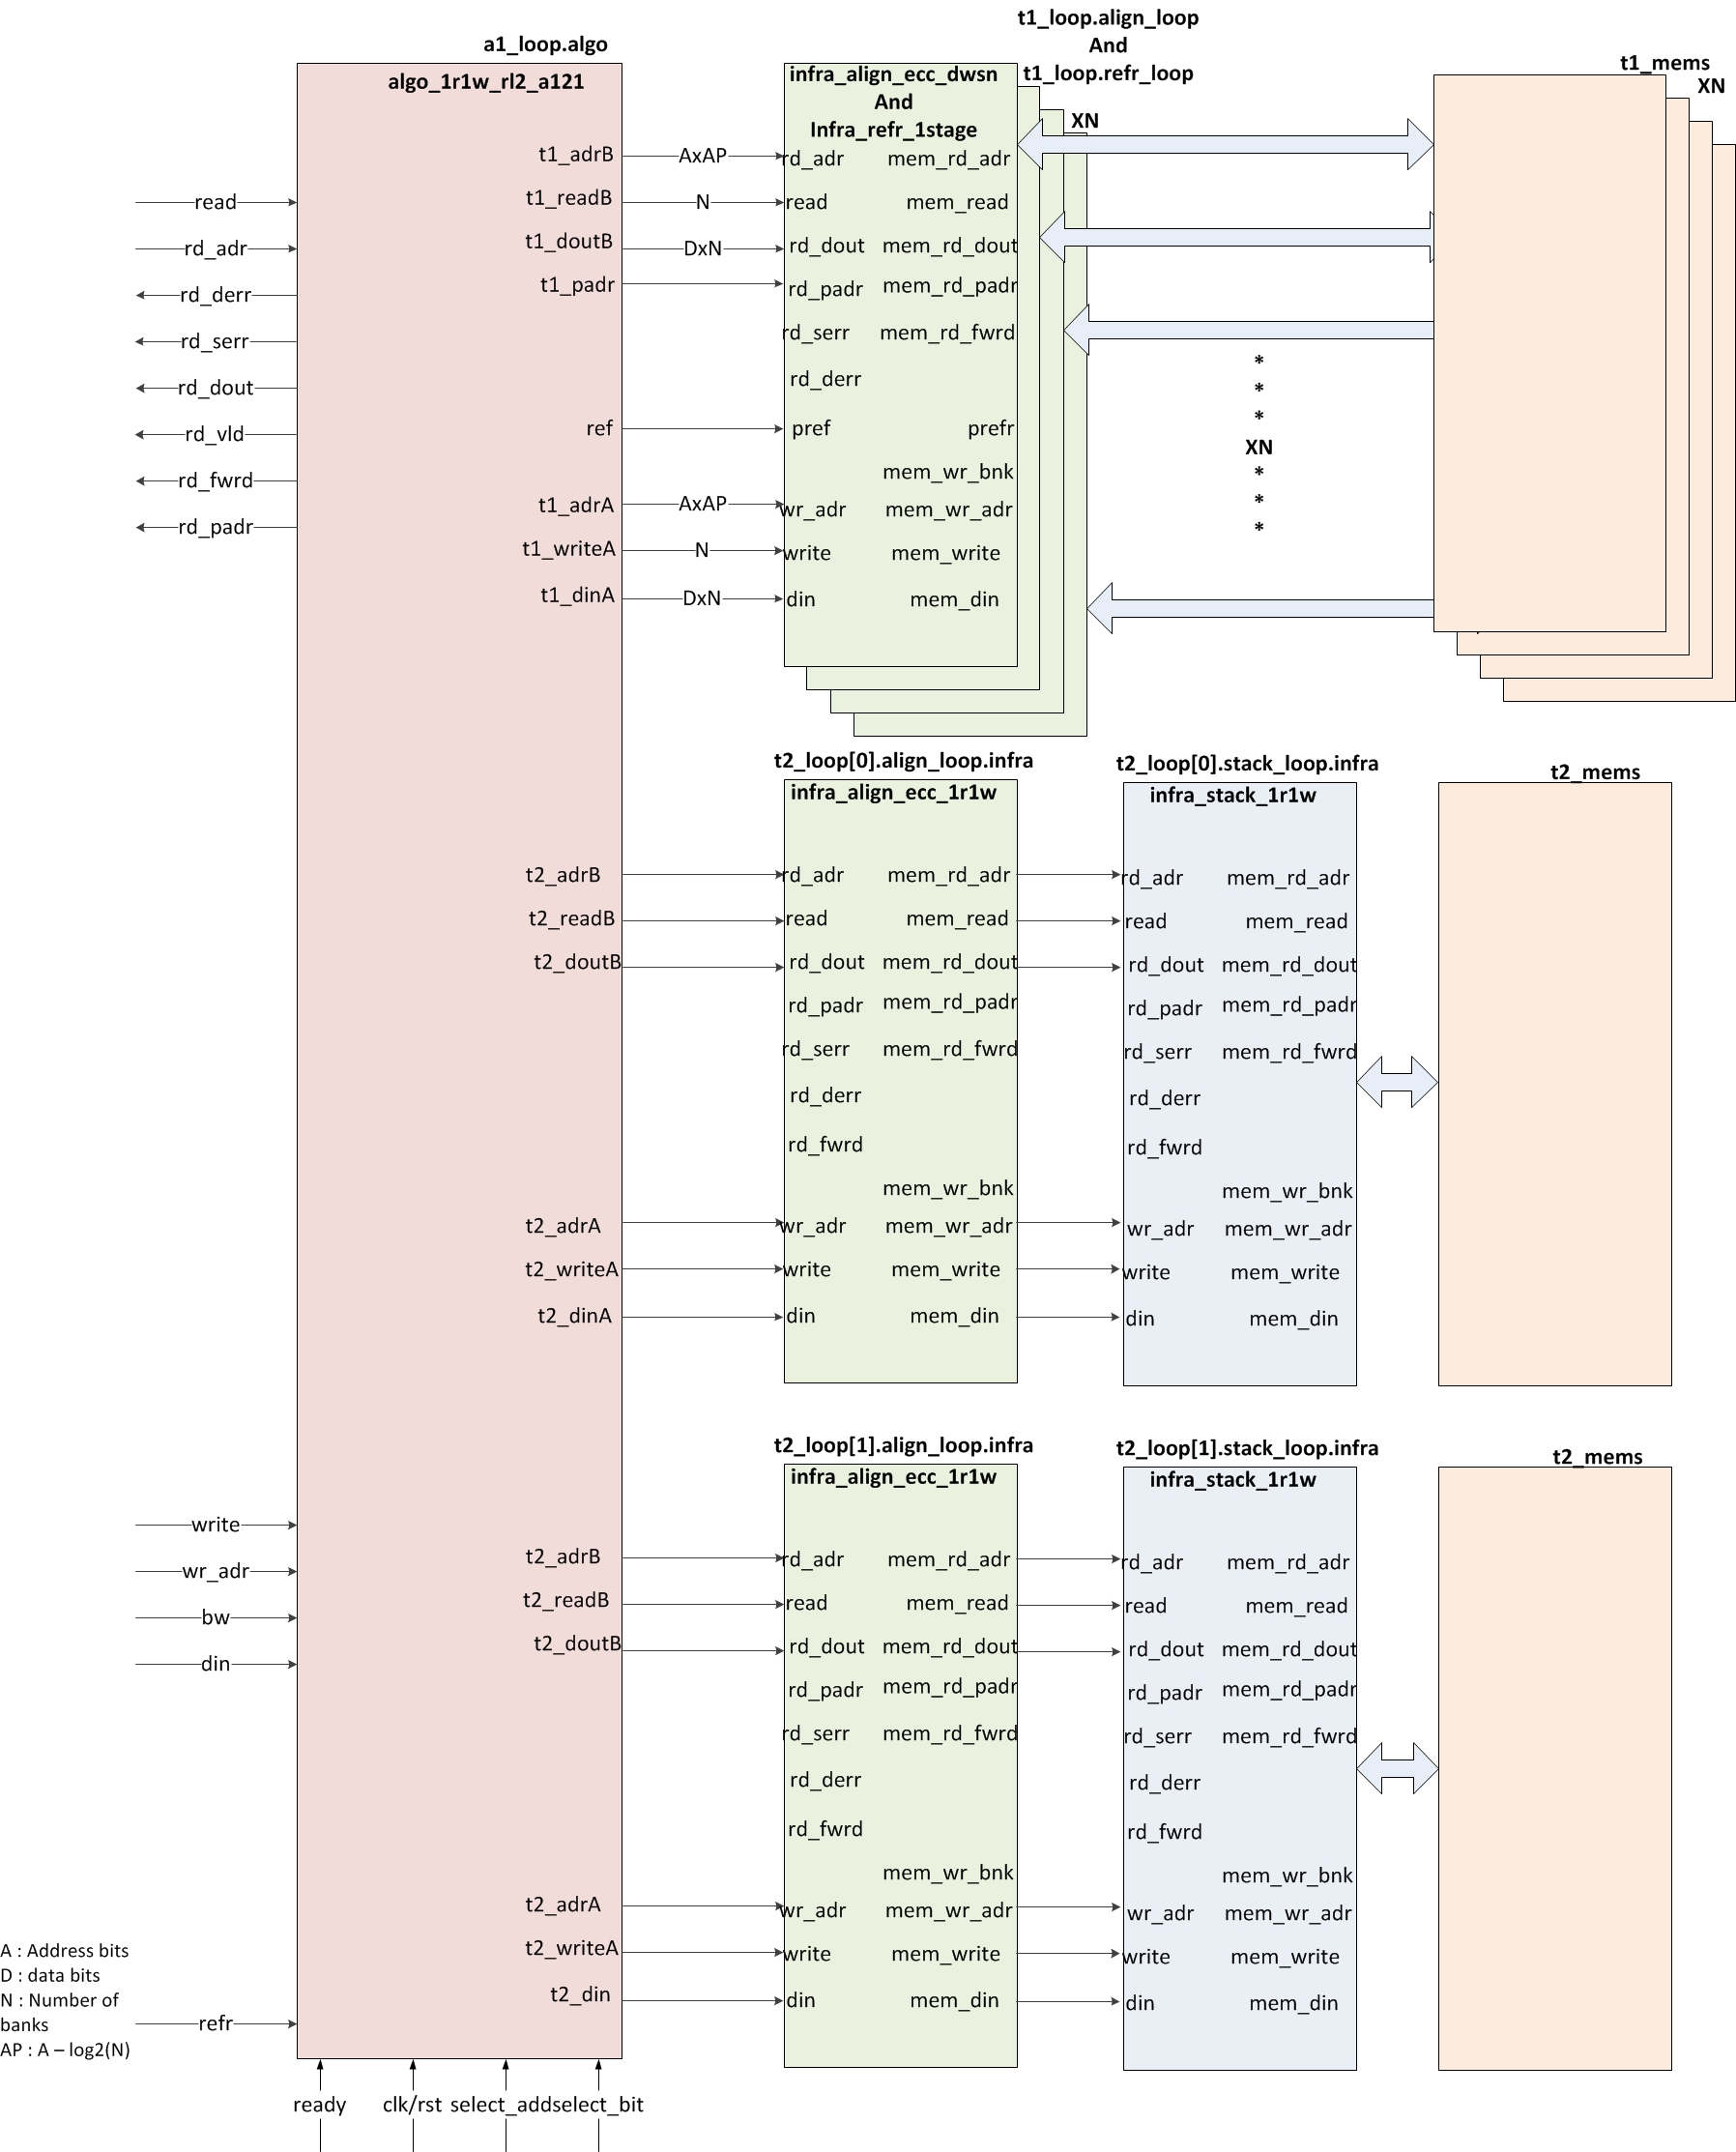 t1_loop.align_loop
And
t1_loop.refr_loop
a1_loop.algo
algo_1r1w_rl2_a121
infra_align_ecc_dwsn
And
Infra_refr_1stage
XN
t1_mems
XN
read
rd_adr
rd_derr
rd_serr
rd_dout
rd_vld
rd_fwrd
rd_padr
t1_adrB
t1_readB
t1_doutB
t1_padr
ref
t1_adrA
t1_writeA
t1_dinA
AxAP
N
DxN
AxAP
N
DxN
rd_adr mem_rd_adr
read mem_read
rd_dout mem_rd_dout
rd_padr mem_rd_padr
rd_serr mem_rd_fwrd
rd_derr
pref prefr
mem_wr_bnk
wr_adr mem_wr_adr
write mem_write
din mem_din
*
*
*
XN
*
*
*
t2_loop[0].align_loop.infra
infra_align_ecc_1r1w
t2_loop[0].stack_loop.infra
infra_stack_1r1w
t2_mems
t2_adrB
t2_readB
t2_doutB
t2_adrA
t2_writeA
t2_dinA
rd_adr mem_rd_adr
read mem_read
rd_dout mem_rd_dout
rd_padr mem_rd_padr
rd_serr mem_rd_fwrd
rd_derr
rd_fwrd
mem_wr_bnk
wr_adr mem_wr_adr
write mem_write
din mem_din
rd_adr mem_rd_adr
read mem_read
rd_dout mem_rd_dout
rd_padr mem_rd_padr
rd_serr mem_rd_fwrd
rd_derr
rd_fwrd
mem_wr_bnk
wr_adr mem_wr_adr
write mem_write
din mem_din
t2_loop[1].align_loop.infra
infra_align_ecc_1r1w
t2_loop[1].stack_loop.infra
infra_stack_1r1w
t2_mems
write
wr_adr
bw
din
t2_adrB
t2_readB
t2_doutB
t2_adrA
t2_writeA
t2_din
rd_adr mem_rd_adr
read mem_read
rd_dout mem_rd_dout
rd_padr mem_rd_padr
rd_serr mem_rd_fwrd
rd_derr
rd_fwrd
mem_wr_bnk
wr_adr mem_wr_adr
write mem_write
din mem_din
rd_adr mem_rd_adr
read mem_read
rd_dout mem_rd_dout
rd_padr mem_rd_padr
rd_serr mem_rd_fwrd
rd_derr
rd_fwrd
mem_wr_bnk
wr_adr mem_wr_adr
write mem_write
din mem_din
A : Address bits
D : data bits
N : Number of
banks
AP : A – log2(N)
refr
ready
clk/rst
select_add
select_bit